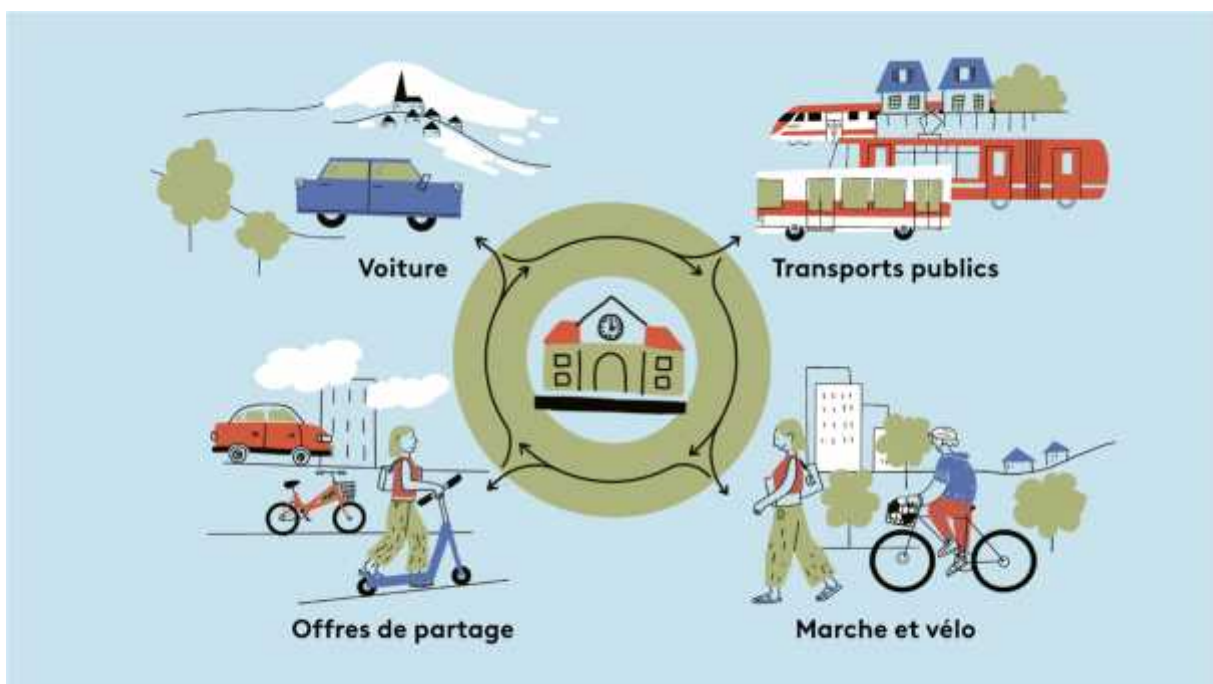 Voiture
Transports publics
Offres de partage
Marche et vélo